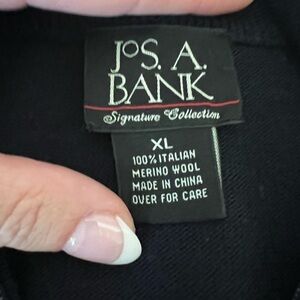 JOS. A.
BANK
Signature Collection
XL
100% ITALIAN
MERINO WOOL
MADE IN CHINA
OVER FOR CARE